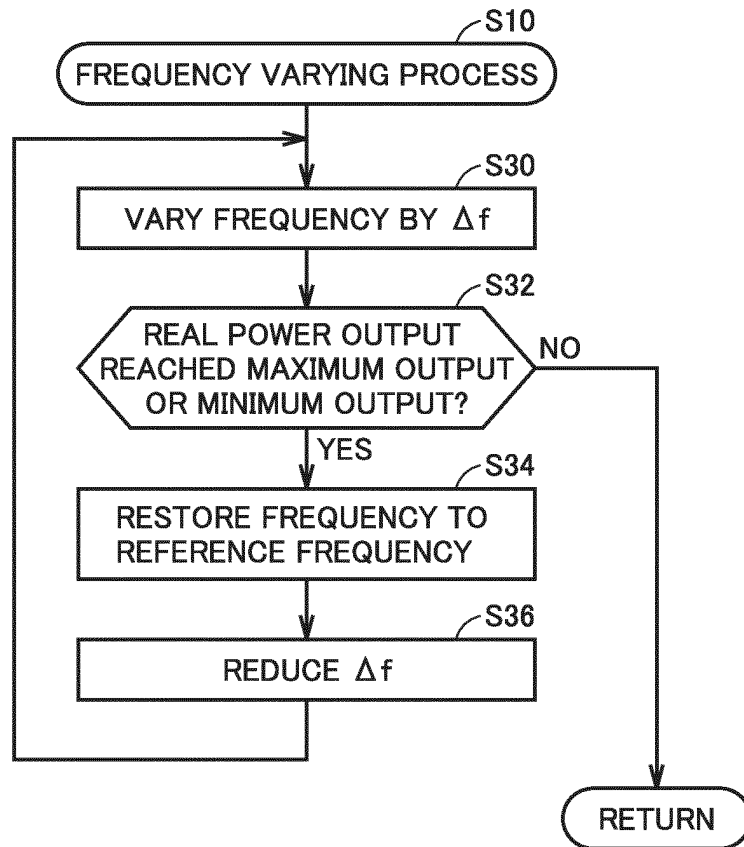 S10
FREQUENCY VARYING PROCESS
S30
VARY FREQUENCY BY Δf
S32
REAL POWER OUTPUT
REACHED MAXIMUM OUTPUT
OR MINIMUM OUTPUT?
NO
YES
S34
RESTORE FREQUENCY TO
REFERENCE FREQUENCY
S36
REDUCE Δf
RETURN